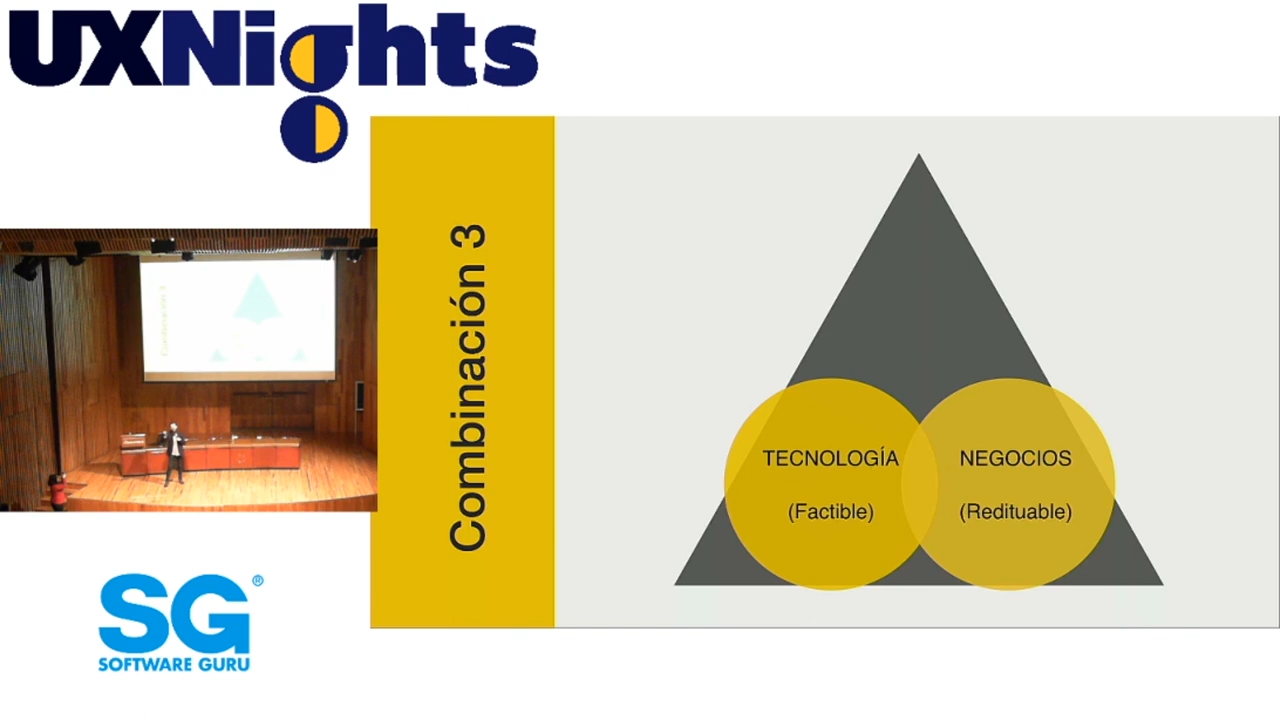 UXNights
Combinación 3
TECNOLOGÍA
(Factible)
NEGOCIOS
(Redituable)
SG®
SOFTWARE GURU